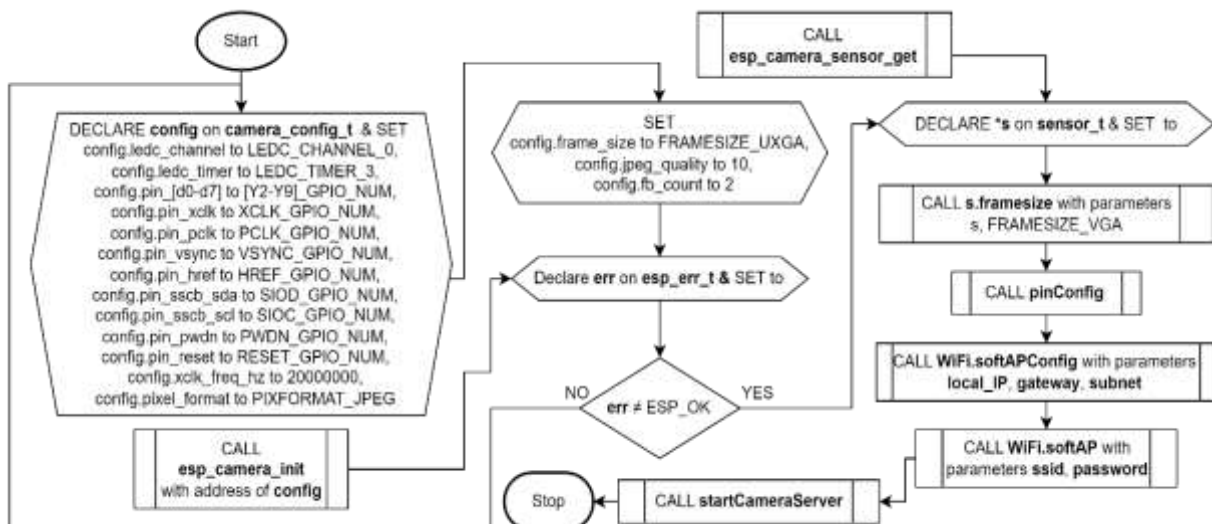 Start
DECLARE config on camera_config_t & SET
config.ledc_channel to LEDC_CHANNEL_0,
config.ledc_timer to LEDC_TIMER_3,
config.pin_[d0-d7] to [Y2-Y9]_GPIO_NUM,
config.pin_xclk to XCLK_GPIO_NUM,
config.pin_pclk to PCLK_GPIO_NUM,
config.pin_vsync to VSYNC_GPIO_NUM,
config.pin_href to HREF_GPIO_NUM,
config.pin_sscb_sda to SIOD_GPIO_NUM,
config.pin_sscb_scl to SIOC_GPIO_NUM,
config.pin_pwdn to PWDN_GPIO_NUM,
config.pin_reset to RESET_GPIO_NUM,
config.xclk_freq_hz to 20000000,
config.pixel_format to PIXFORMAT_JPEG
CALL
esp_camera_init
with address of config
SET
config.frame_size to FRAMESIZE_UXGA,
config.jpeg_quality to 10,
config.fb_count to 2
Declare err on esp_err_t & SET to
NO
err ≠ ESP_OK
YES
CALL
esp_camera_sensor_get
DECLARE *s on sensor_t & SET to
CALL s.framesize with parameters
s, FRAMESIZE_VGA
CALL pinConfig
CALL WiFi.softAPConfig with parameters
local_IP, gateway, subnet
CALL WiFi.softAP with
parameters ssid, password
CALL startCameraServer
Stop